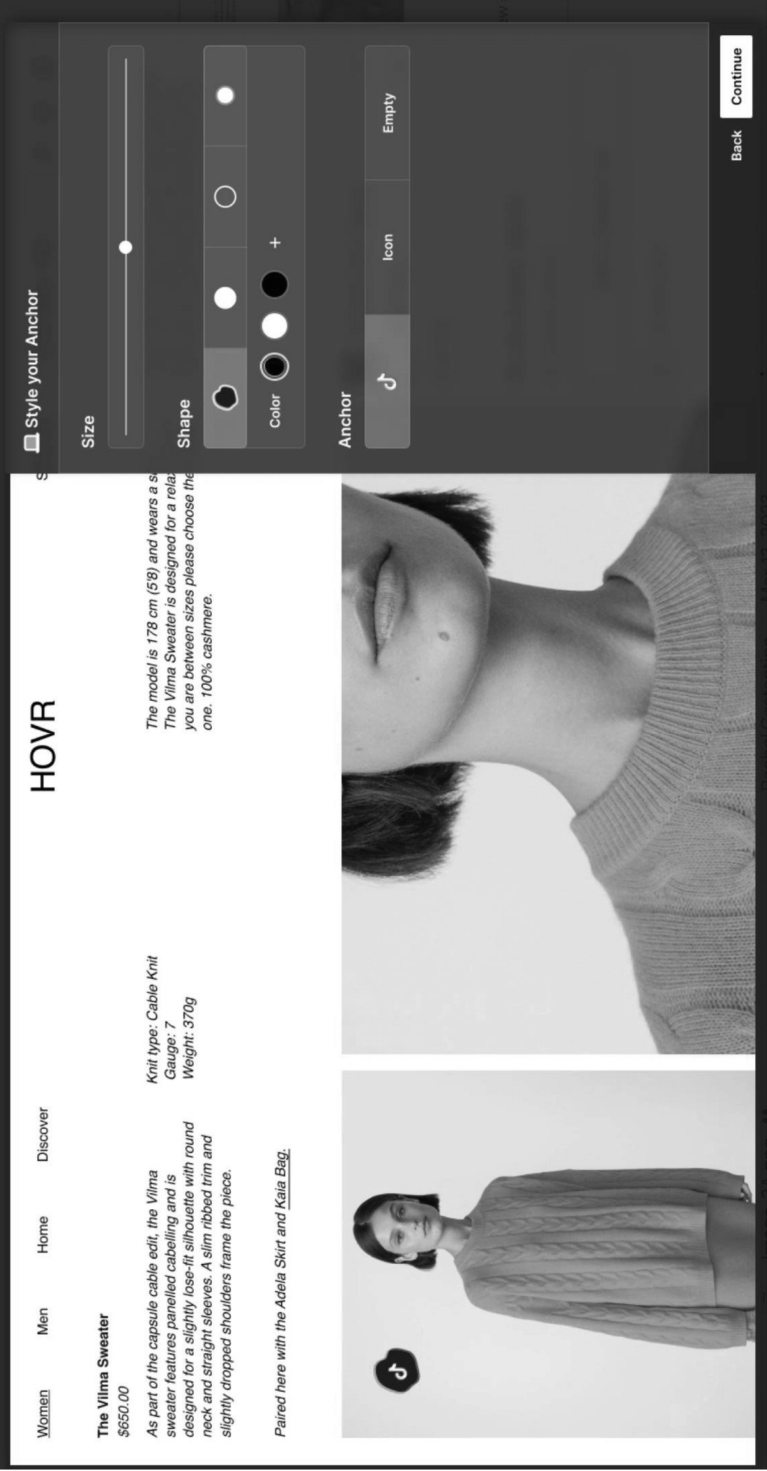 Women
Men
Home
Discover
HOVR
S
The Vilma Sweater
$650.00
As part of the capsule cable edit, the Vilma
sweater features panelled cabelling and is
designed for a slightly lose-fit silhouette with round
neck and straight sleeves. A slim ribbed trim and
slightly dropped shoulders frame the piece.
Paired here with the Adela Skirt and Kaia Bag.
Knit type: Cable Knit
Gauge: 7
Weight: 370g
The model is 178 cm (5'8) and wears a s
The Vilma Sweater is designed for a rela
you are between sizes please choose the
one. 100% cashmere.
Style your Anchor
Size
Shape
Color
+
Anchor
Icon
Empty
Back
Continue